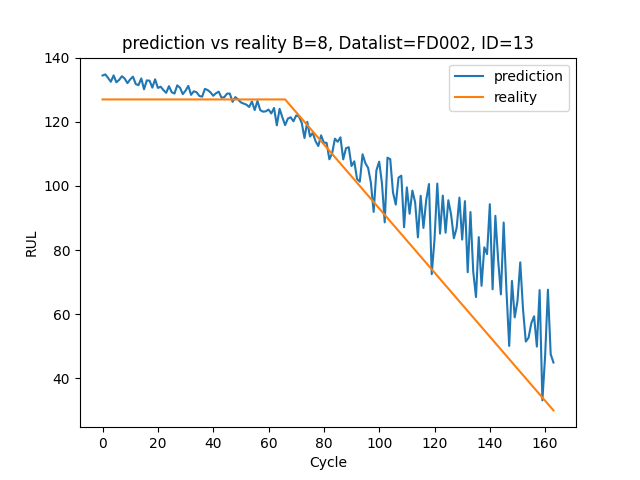 prediction vs reality B=8, Datalist=FD002, ID=13
prediction
reality
RUL
140
120
100
80
60
40
0 20 40 60 80 100 120 140 160
Cycle